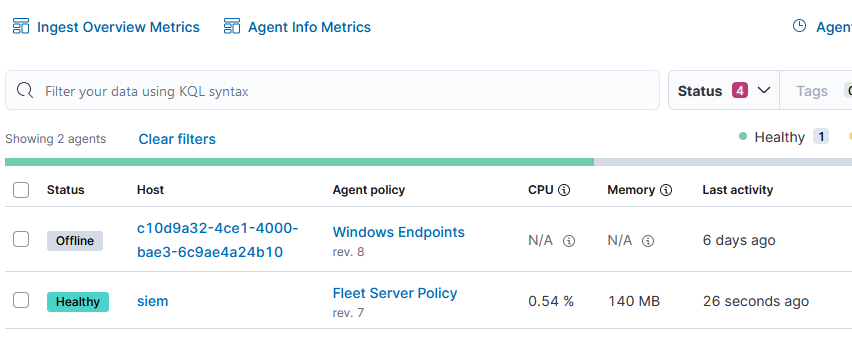 Ingest Overview Metrics Agent Info Metrics Agen
Filter your data using KQL syntax Status 4 Tags
Showing 2 agents Clear filters Healthy 1
Status Host Agent policy CPU Memory Last activity
Offline c10d9a32-4ce1-4000-bae3-6c9ae4a24b10 Windows Endpoints rev. 8 N/A N/A 6 days ago
Healthy siem Fleet Server Policy rev. 7 0.54 % 140 MB 26 seconds ago